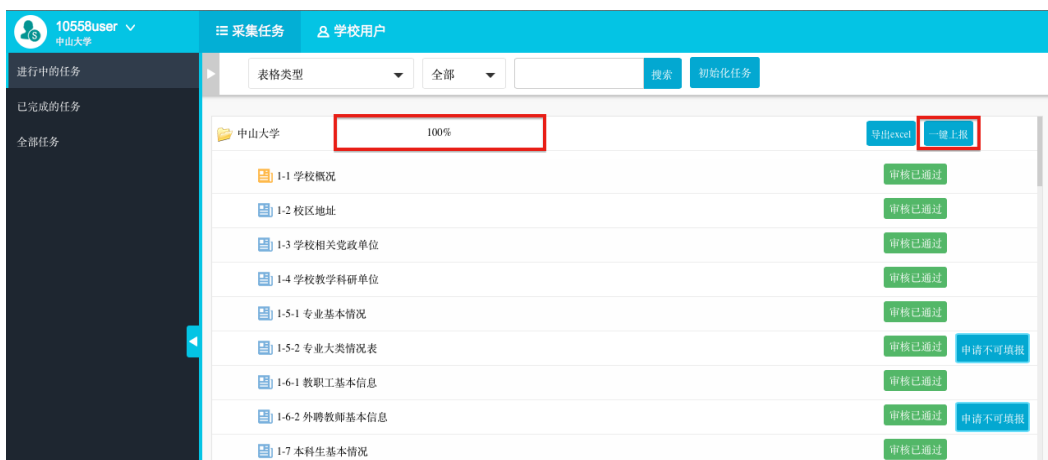 10558user
中山大学
采集任务
学校用户
进行中的任务
已完成的任务
全部任务
表格类型
全部
搜索
初始化任务
中山大学
100%
导出excel
一键上报
1-1 学校概况
审核已通过
1-2 校区地址
审核已通过
1-3 学校相关党政单位
审核已通过
1-4 学校教学科研单位
审核已通过
1-5-1 专业基本情况
审核已通过
1-5-2 专业大类情况表
审核已通过
申请不可填报
1-6-1 教职工基本信息
审核已通过
1-6-2 外聘教师基本信息
审核已通过
申请不可填报
1-7 本科生基本情况
审核已通过